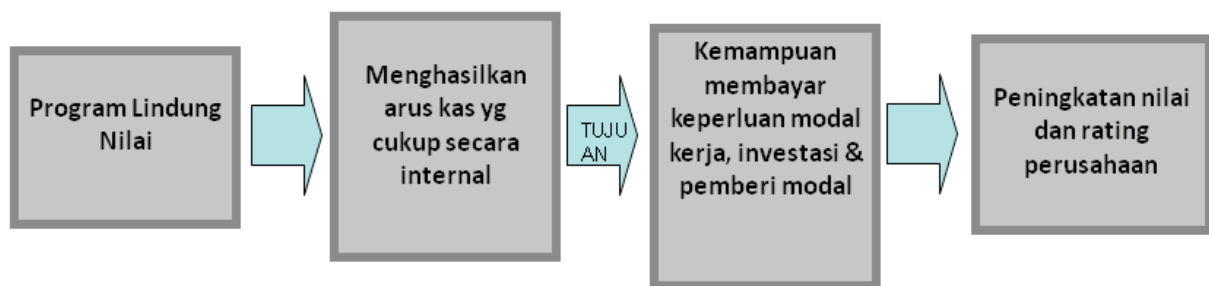 Program Lindung
Nilai
Menghasilkan
arus kas yg
cukup secara
internal
TUJU
AN
Kemampuan
membayar
keperluan modal
kerja, investasi &
pemberi modal
Peningkatan nilai
dan rating
perusahaan